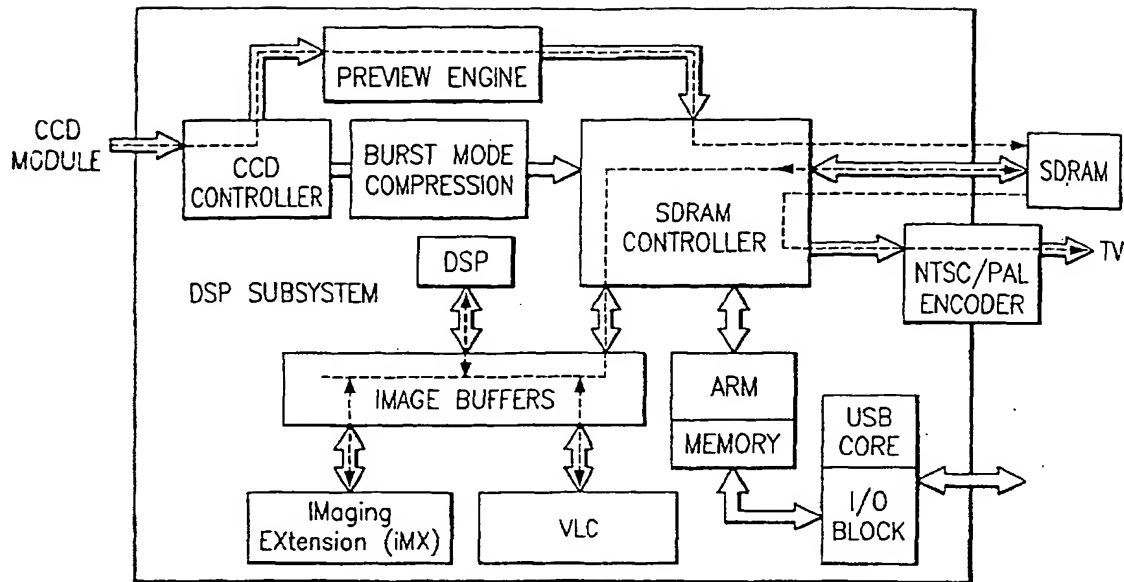 PREVIEW ENGINE
CCD
MODULE
CCD
CONTROLLER
BURST MODE
COMPRESSION
SDRAM
CONTROLLER
SDRAM
DSP
DSP SUBSYSTEM
NTSC/PAL
ENCODER
TV
IMAGE BUFFERS
ARM
MEMORY
USB
CORE
I/O
BLOCK
IMaging
EXtension (iMX)
VLC